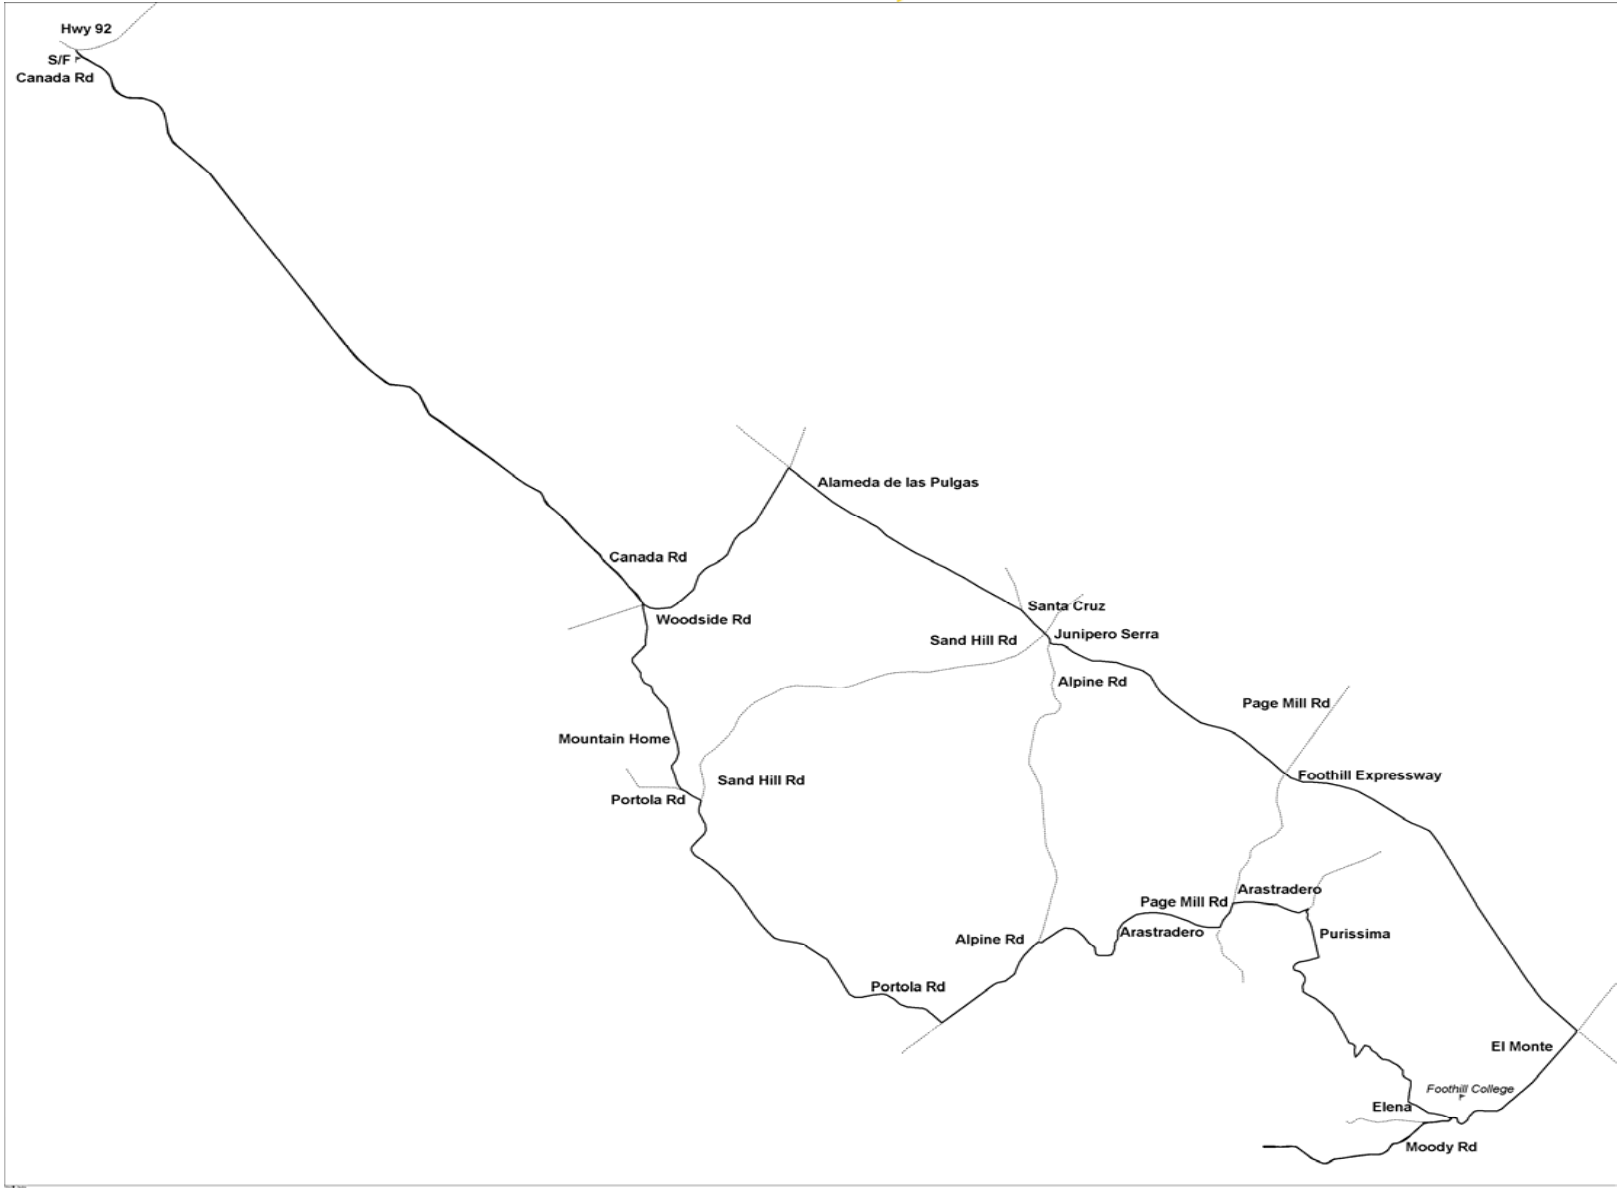 Hwy 92
S/F
Canada Rd
Alameda de las Pulgas
Canada Rd
Santa Cruz
Woodside Rd
Junipero Serra
Sand Hill Rd
Alpine Rd
Page Mill Rd
Mountain Home
Foothill Expressway
Sand Hill Rd
Portola Rd
Arastradero
Page Mill Rd
Arastradero
Purissima
Alpine Rd
Portola Rd
El Monte
Foothill College
Elena
Moody Rd